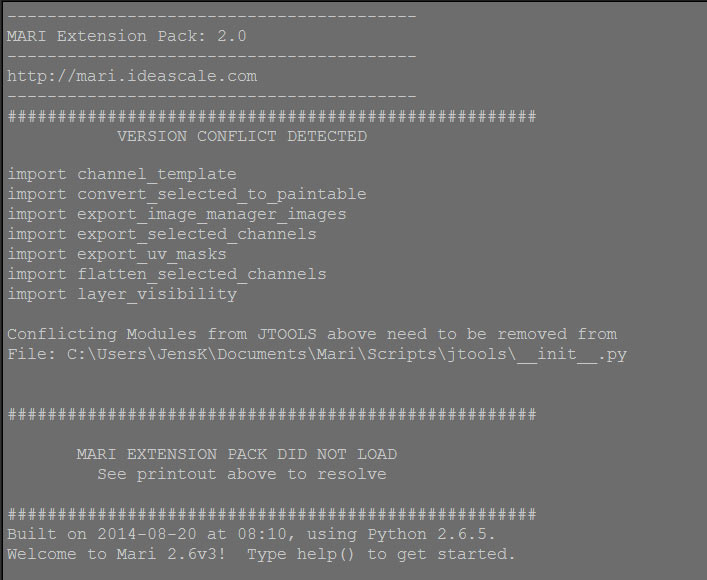 -----------------------------------------
MARI Extension Pack: 2.0
-----------------------------------------
http://mari.ideascale.com
-----------------------------------------
#####################################################
VERSION CONFLICT DETECTED
import channel_template
import convert_selected_to_paintable
import export_image_manager_images
import export_selected_channels
import export_uv_masks
import flatten_selected_channels
import layer_visibility
Conflicting Modules from JTOOLS above need to be removed from
File: C:\Users\JensK\Documents\Mari\Scripts\jtools\__init__.py
#####################################################
MARI EXTENSION PACK DID NOT LOAD
See printout above to resolve
#####################################################
Built on 2014-08-20 at 08:10, using Python 2.6.5.
Welcome to Mari 2.6v3!  Type help() to get started.